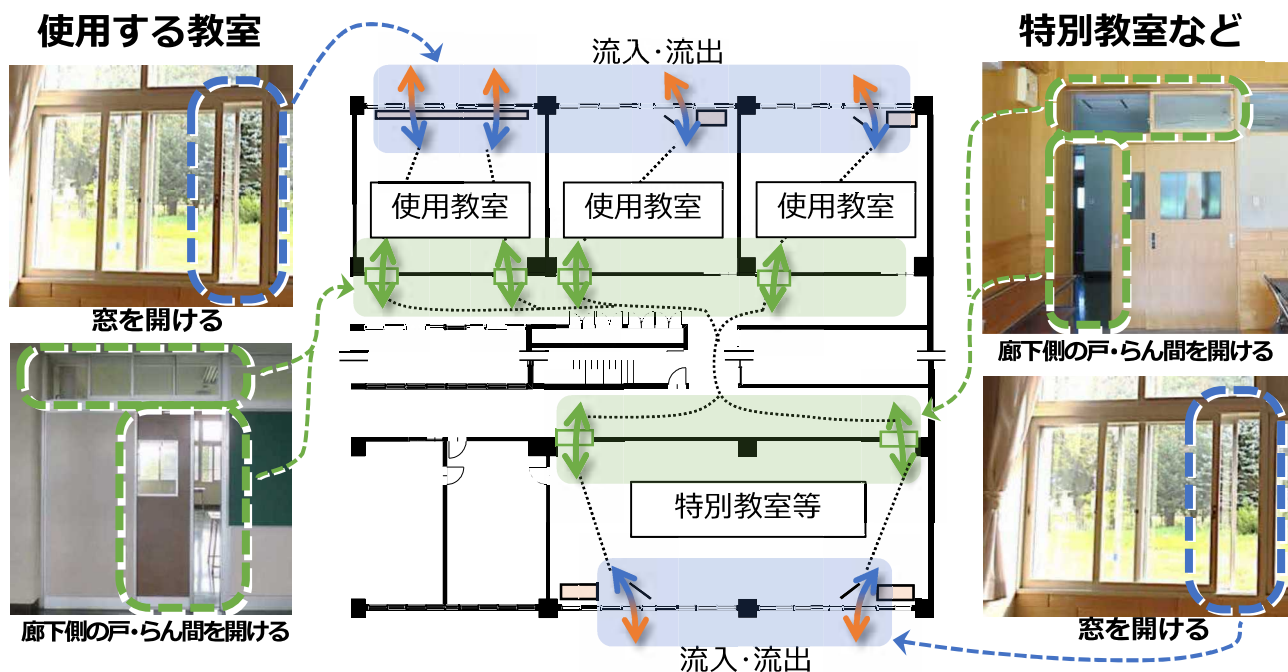 使用する教室
窓を開ける
廊下側の戸・らん間を開ける
流入・流出
使用教室
使用教室
使用教室
特別教室等
流入・流出
特別教室など
廊下側の戸・らん間を開ける
窓を開ける